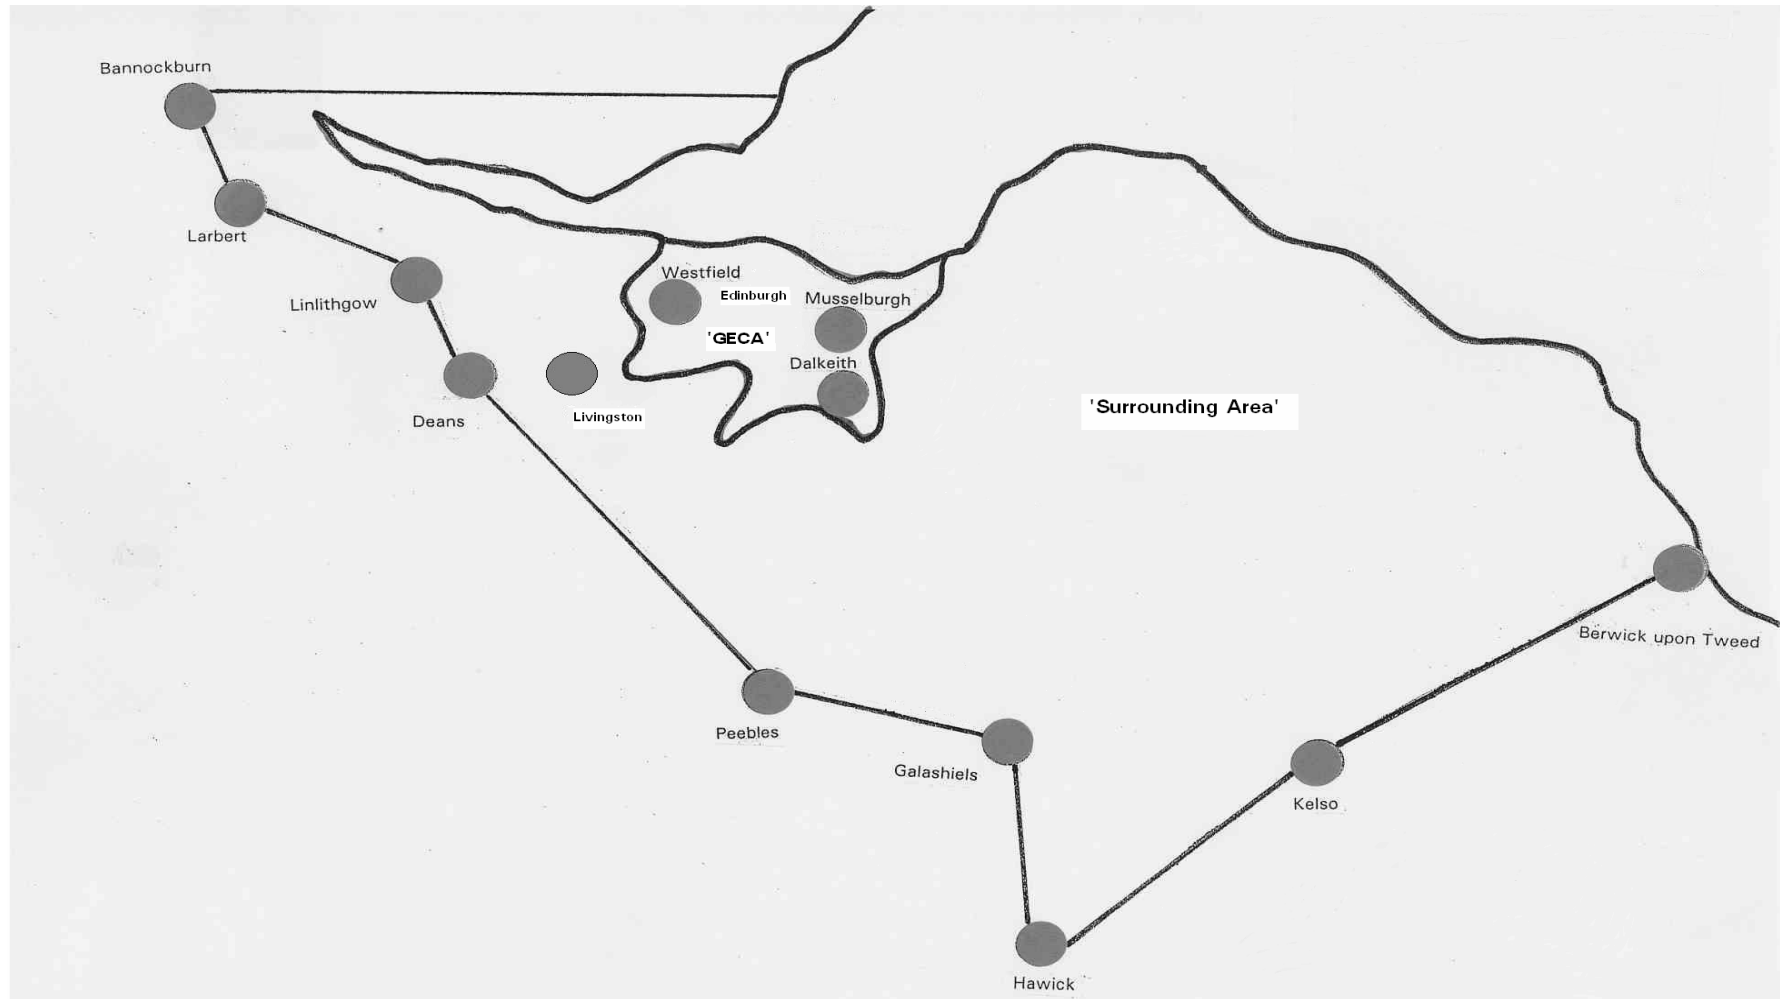 Bannockburn
Larbert
Linlithgow
Westfield
Edinburgh
Musselburgh
'GECA'
Dalkeith
Deans
Livingston
'Surrounding Area'
Berwick upon Tweed
Peebles
Galashiels
Kelso
Hawick